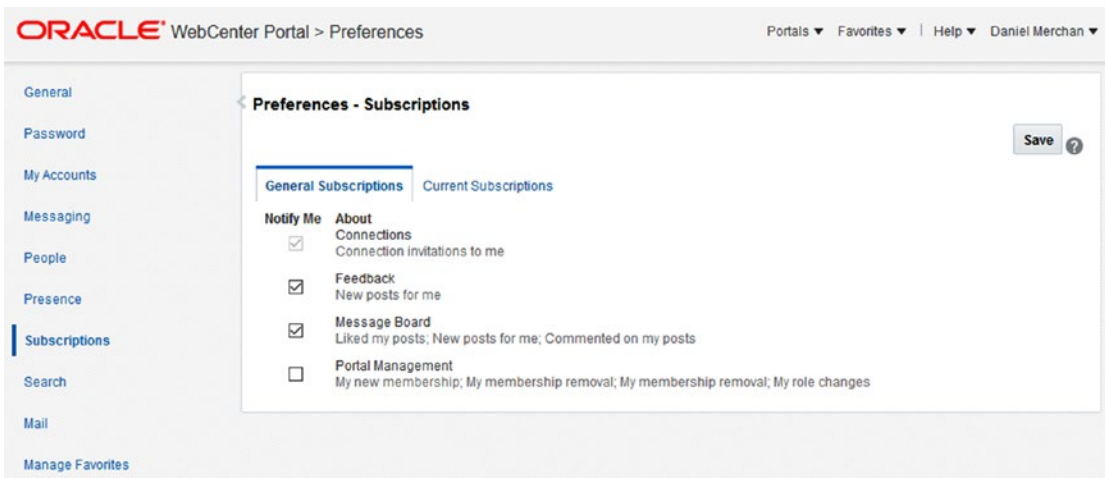 ORACLE® WebCenter Portal > Preferences
Portals ▼ Favorites ▼ | Help ▼ Daniel Merchan ▼
General
Password
My Accounts
Messaging
People
Presence
Subscriptions
Search
Mail
Manage Favorites
Preferences - Subscriptions
Save ?
General Subscriptions Current Subscriptions
Notify Me About
Connections
Connection invitations to me
Feedback
New posts for me
Message Board
Liked my posts; New posts for me; Commented on my posts
Portal Management
My new membership; My membership removal; My membership removal; My role changes